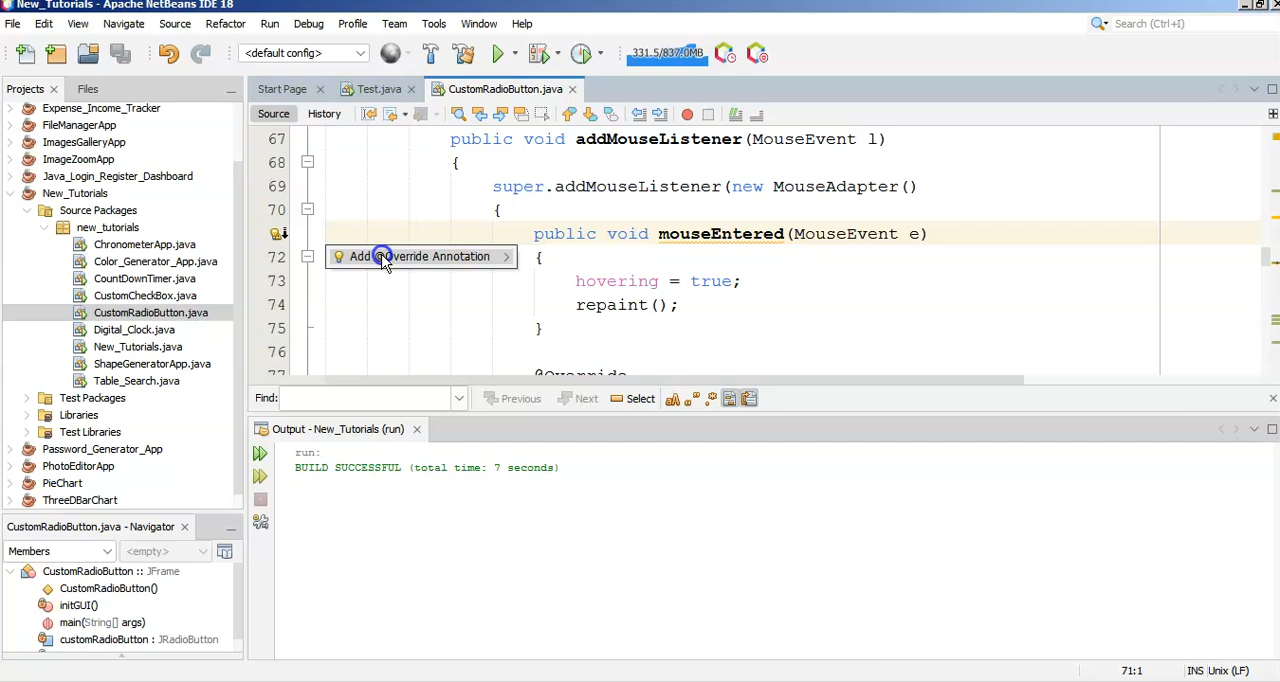 New_Tutorials - Apache NetBeans IDE 18
File Edit View Navigate Source Refactor Run Debug Profile Team Tools Window Help
Search (Ctrl+I)
<default config>
331.5/837.0MB
Projects Files
Start Page Test.java CustomRadioButton.java
Source History
Expense_Income_Tracker
FileManagerApp
ImagesGalleryApp
ImageZoomApp
Java_Login_Register_Dashboard
New_Tutorials
Source Packages
new_tutorials
ChronometerApp.java
Color_Generator_App.java
CountDownTimer.java
CustomCheckBox.java
CustomRadioButton.java
Digital_Clock.java
New_Tutorials.java
ShapeGeneratorApp.java
Table_Search.java
Test Packages
Libraries
Test Libraries
Password_Generator_App
PhotoEditorApp
PieChart
ThreeDBarChart
67 public void addMouseListener(MouseEvent l)
68 {
69 super.addMouseListener(new MouseAdapter()
70 {
public void mouseEntered(MouseEvent e)
Add @Override Annotation
72 {
73 hovering = true;
74 repaint();
75 }
76
77 @Override
Find: Previous Next Select
Output - New_Tutorials (run)
run:
BUILD SUCCESSFUL (total time: 7 seconds)
CustomRadioButton.java - Navigator
Members <empty>
CustomRadioButton :: JFrame
CustomRadioButton()
initGUI()
main(String[] args)
customRadioButton : JRadioButton
71:1 INS Unix (LF)